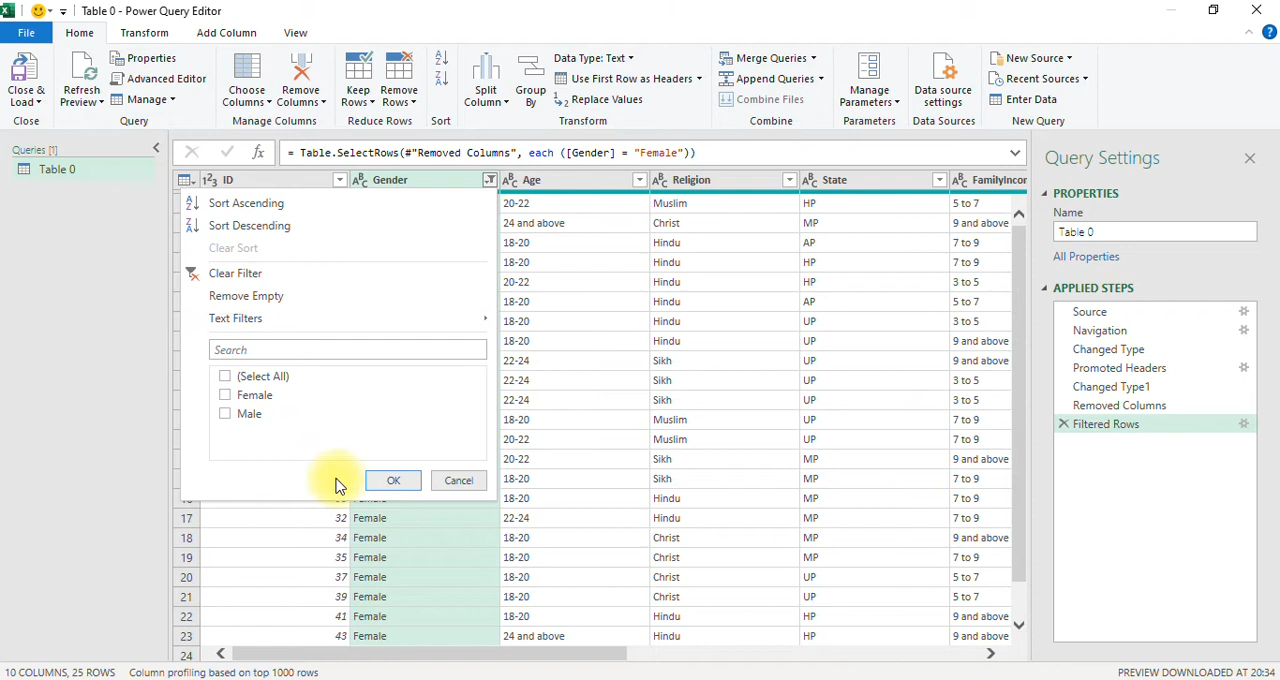 Table 0 - Power Query Editor
File Home Transform Add Column View
Close & Load
Close
Refresh Preview
Properties
Advanced Editor
Manage
Query
Choose Columns
Remove Columns
Manage Columns
Keep Rows
Remove Rows
Reduce Rows
Sort
Split Column
Group By
Data Type: Text
Use First Row as Headers
Replace Values
Transform
Merge Queries
Append Queries
Combine Files
Combine
Manage Parameters
Parameters
Data source settings
Data Sources
New Source
Recent Sources
Enter Data
New Query
Queries [1]
Table 0
fx = Table.SelectRows(#"Removed Columns", each ([Gender] = "Female"))
ID Gender Age Religion State FamilyIncom
Sort Ascending
Sort Descending
Clear Sort
Clear Filter
Remove Empty
Text Filters
Search
(Select All)
Female
Male
OK Cancel
20-22 Muslim HP 5 to 7
24 and above Christ MP 9 and above
18-20 Hindu AP 7 to 9
18-20 Hindu HP 7 to 9
20-22 Hindu HP 3 to 5
18-20 Hindu AP 5 to 7
18-20 Hindu UP 3 to 5
18-20 Hindu UP 9 and above
22-24 Sikh UP 9 and above
22-24 Sikh UP 3 to 5
22-24 Sikh UP 3 to 5
18-20 Muslim UP 7 to 9
20-22 Muslim UP 7 to 9
20-22 Sikh MP 9 and above
18-20 Sikh MP 7 to 9
18-20 Hindu MP 7 to 9
17 32 Female 22-24 Hindu MP 7 to 9
18 34 Female 18-20 Christ MP 9 and above
19 35 Female 18-20 Christ MP 7 to 9
20 37 Female 18-20 Christ UP 5 to 7
21 39 Female 18-20 Christ UP 5 to 7
22 41 Female 18-20 Hindu HP 9 and above
23 43 Female 24 and above Hindu HP 9 and above
24
Query Settings
PROPERTIES
Name
Table 0
All Properties
APPLIED STEPS
Source
Navigation
Changed Type
Promoted Headers
Changed Type1
Removed Columns
Filtered Rows
10 COLUMNS, 25 ROWS Column profiling based on top 1000 rows PREVIEW DOWNLOADED AT 20:34